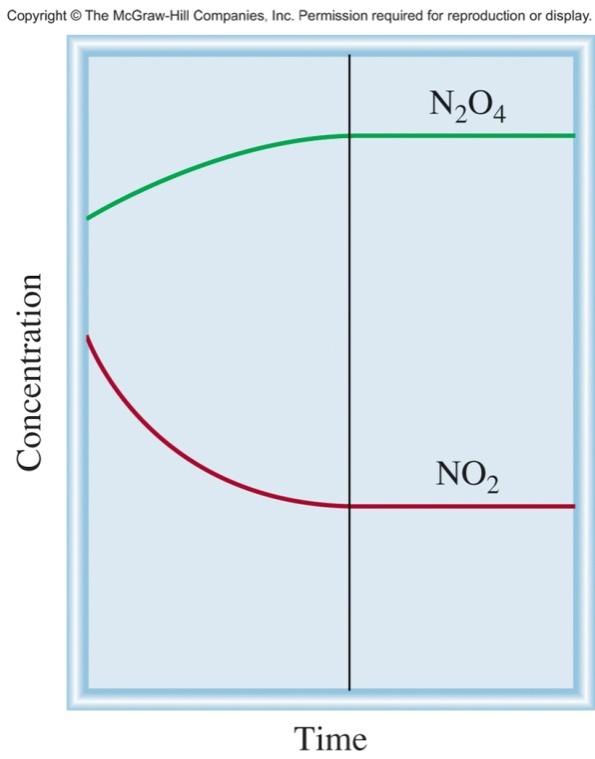 Copyright © The McGraw-Hill Companies, Inc. Permission required for reproduction or display.
N₂O₄
Concentration
NO₂
Time